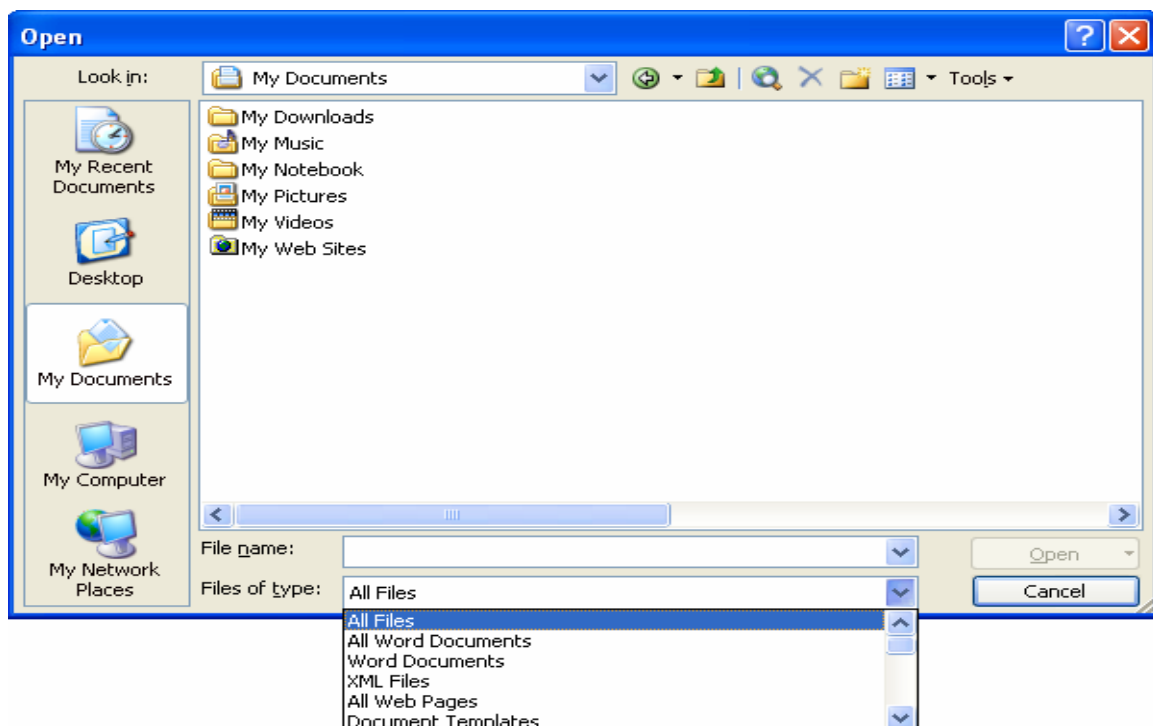 Open
Look in: My Documents Tools
My Recent
Documents
Desktop
My Documents
My Computer
My Network
Places
My Downloads
My Music
My Notebook
My Pictures
My Videos
My Web Sites
File name: Open
Files of type: All Files Cancel
All Files
All Word Documents
Word Documents
XML Files
All Web Pages
Document Templates